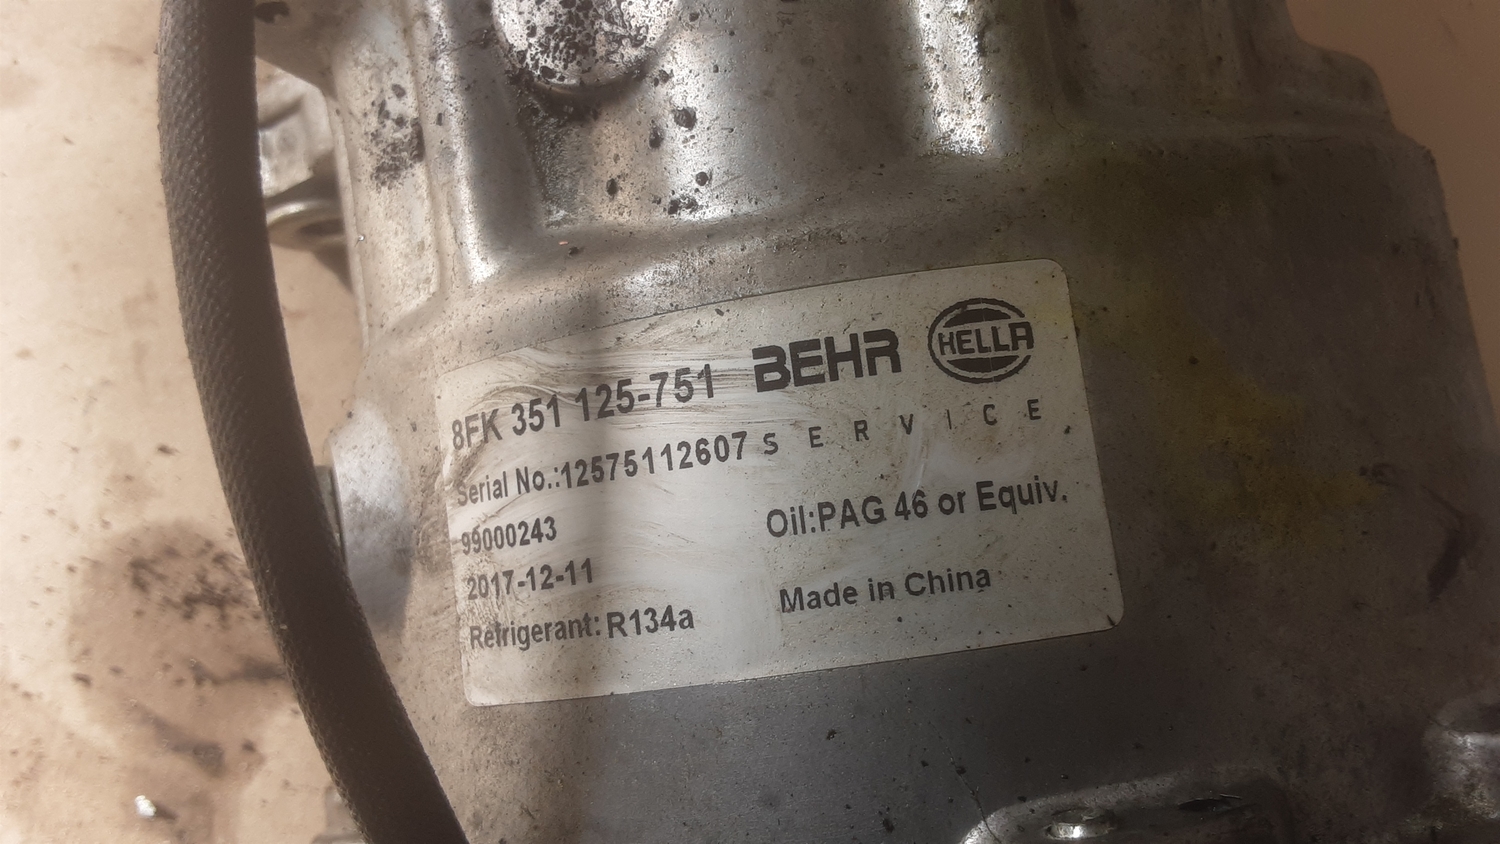 8FK 351 125-751 BEHR HELLA
Serial No.:12575112607 SERVICE
99000243
Oil:PAG 46 or Equiv.
2017-12-11
Made in China
Refrigerant: R134a